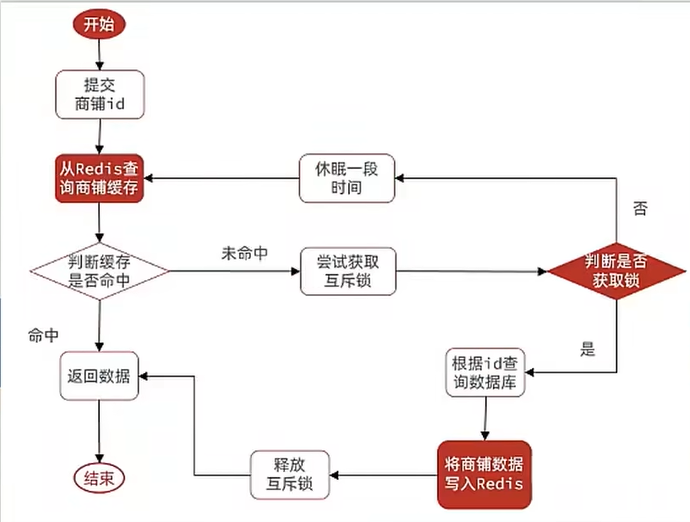 开始
提交
商铺id
从Redis查
询商铺缓存
休眠一段
时间
否
判断缓存
是否命中
未命中
尝试获取
互斥锁
判断是否
获取锁
命中
是
返回数据
根据id查
询数据库
结束
释放
互斥锁
将商铺数据
写入Redis